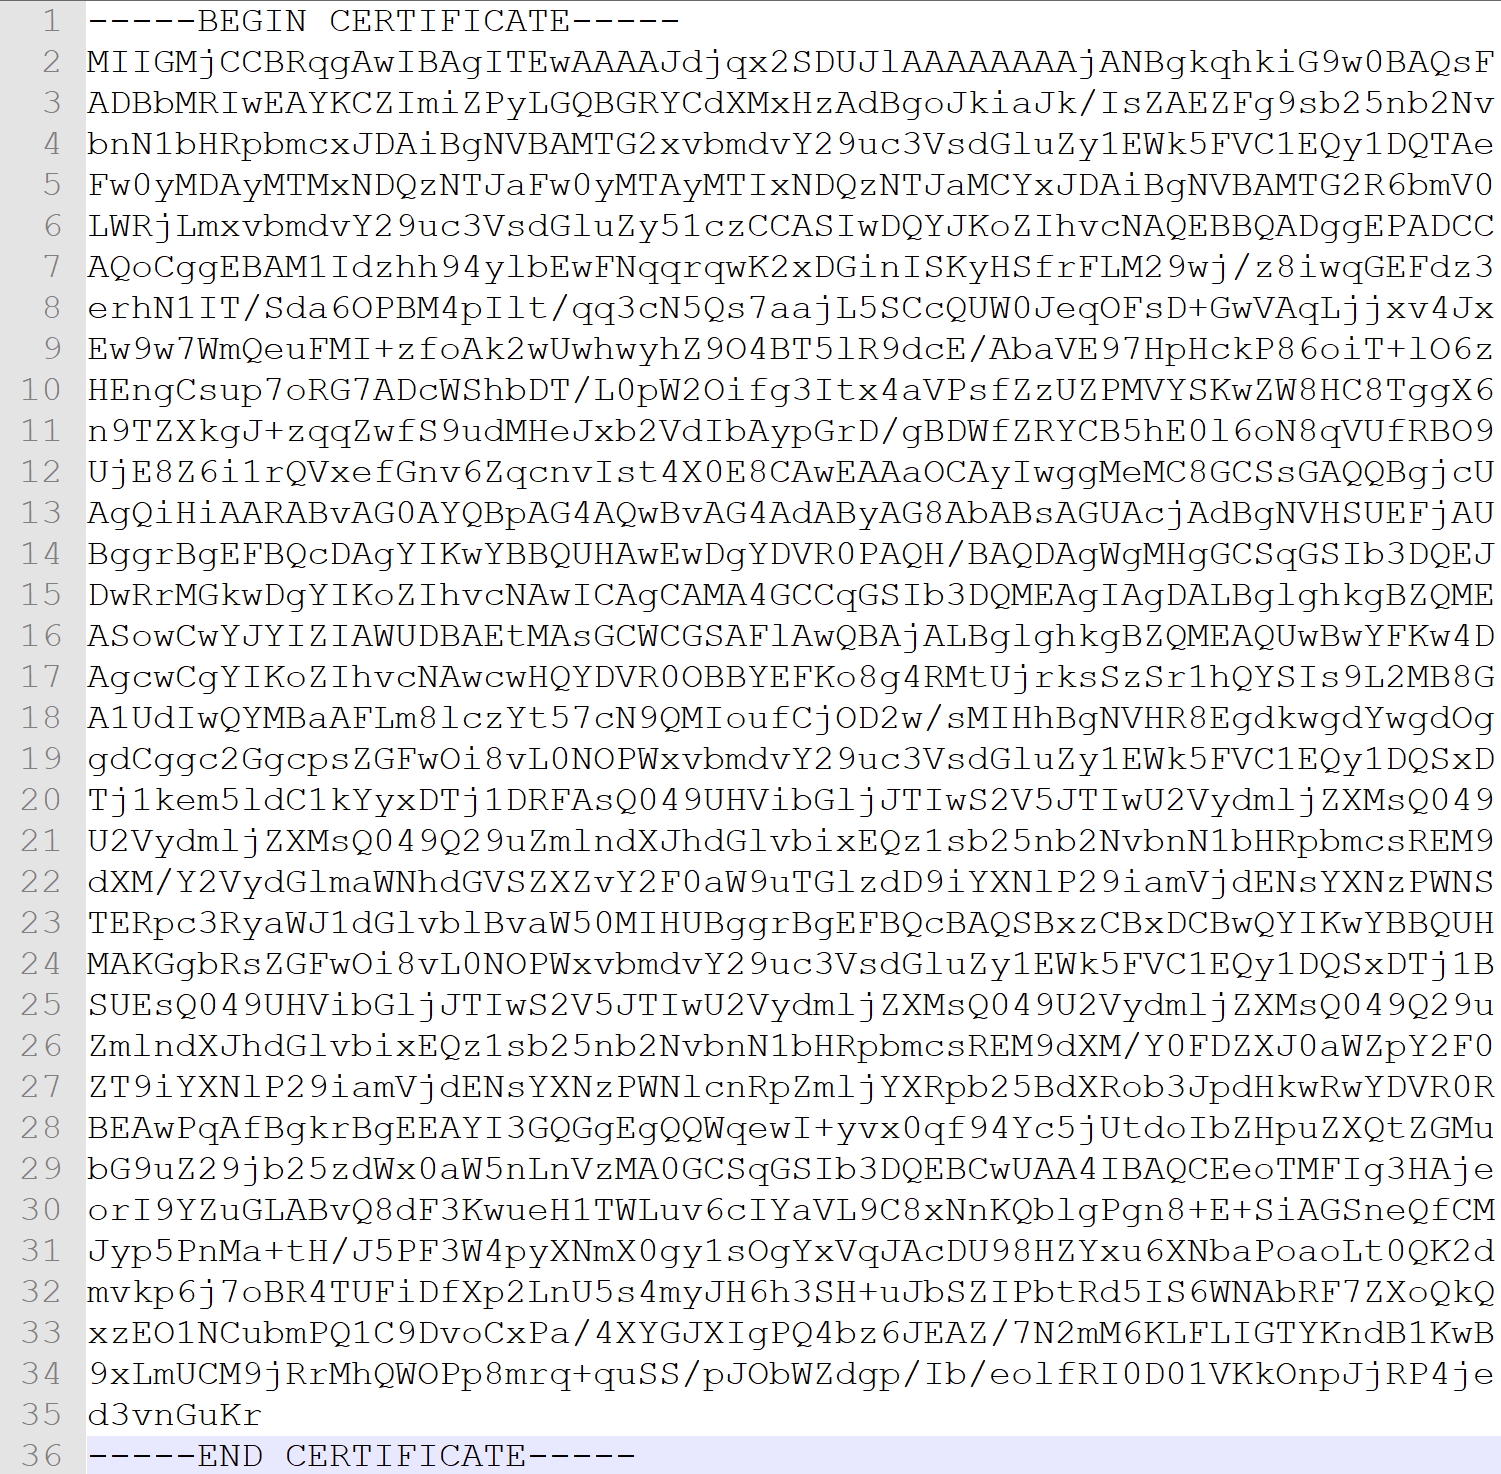 1 -----BEGIN CERTIFICATE-----
2 MIIGMjCCBRqgAwIBAgITEwAAAAJdjqx2SDUJlAAAAAAAAjANBgkqhkiG9w0BAQsF
3 ADBbMRIwEAYKCZImiZPyLGQBGRYCdXMxHzAdBgoJkiaJk/IsZAEZFg9sb25nb2Nv
4 bnN1bHRpbmcxJDAiBgNVBAMTG2xvbmdvY29uc3VsdGluZy1EWk5FVC1EQy1DQTAe
5 Fw0yMDAyMTMxNDQzNTJaFw0yMTAyMTIxNDQzNTJaMCYxJDAiBgNVBAMTG2R6bmV0
6 LWRjLmxvbmdvY29uc3VsdGluZy51czCCASIwDQYJKoZIhvcNAQEBBQADggEPADCC
7 AQoCggEBAM1Idzhh94ylbEwFNqqrqwK2xDGinISKyHSfrFLM29wj/z8iwqGEFdz3
8 erhN1IT/Sda6OPBM4pIlt/qq3cN5Qs7aajL5SCcQUW0JeqOFsD+GwVAqLjjxv4Jx
9 Ew9w7WmQeuFMI+zfoAk2wUwhwyhZ9O4BT5lR9dcE/AbaVE97HpHckP86oiT+lO6z
10 HEngCsup7oRG7ADcWShbDT/L0pW2Oifg3Itx4aVPsfZzUZPMVYSKwZW8HC8TggX6
11 n9TZXkgJ+zqqZwfS9udMHeJxb2VdIbAypGrD/gBDWfZRYCB5hE0l6oN8qVUfRBO9
12 UjE8Z6i1rQVxefGnv6ZqcnvIst4X0E8CAwEAAaOCAyIwggMeMC8GCSsGAQQBgjcU
13 AgQiHiAARABvAG0AYQBpAG4AQwBvAG4AdAByAG8AbABsAGUAcjAdBgNVHSUEFjAU
14 BggrBgEFBQcDAgYIKwYBBQUHAwEwDgYDVR0PAQH/BAQDAgWgMHgGCSqGSIb3DQEJ
15 DwRrMGkwDgYIKoZIhvcNAwICAgCAMA4GCCqGSIb3DQMEAgIAgDALBglghkgBZQME
16 ASowCwYJYIZIAWUDBAEtMAsGCWCGSAFlAwQBAjALBglghkgBZQMEAQUwBwYFKw4D
17 AgcwCgYIKoZIhvcNAwcwHQYDVR0OBBYEFKo8g4RMtUjrksSzSr1hQYSIs9L2MB8G
18 A1UdIwQYMBaAFLm8lczYt57cN9QMIoufCjOD2w/sMIHhBgNVHR8EgdkwgdYwgdOg
19 gdCggc2GgcpsZGFwOi8vL0NOPWxvbmdvY29uc3VsdGluZy1EWk5FVC1EQy1DQSxD
20 Tj1kem5ldC1kYyxDTj1DRFAsQ049UHVibGljJTIwS2V5JTIwU2VydmljZXMsQ049
21 U2VydmljZXMsQ049Q29uZmlndXJhdGlvbixEQz1sb25nb2NvbnN1bHRpbmcsREM9
22 dXM/Y2VydGlmaWNhdGVSZXZvY2F0aW9uTGlzdD9iYXNlP29iamVjdENsYXNzPWNS
23 TERpc3RyaWJ1dGlvblBvaW50MIHUBggrBgEFBQcBAQSBxzCBxDCBwQYIKwYBBQUH
24 MAKGgbRsZGFwOi8vL0NOPWxvbmdvY29uc3VsdGluZy1EWk5FVC1EQy1DQSxDTj1B
25 SUEsQ049UHVibGljJTIwS2V5JTIwU2VydmljZXMsQ049U2VydmljZXMsQ049Q29u
26 ZmlndXJhdGlvbixEQz1sb25nb2NvbnN1bHRpbmcsREM9dXM/Y0FDZXJ0aWZpY2F0
27 ZT9iYXNlP29iamVjdENsYXNzPWNlcnRpZmljYXRpb25BdXRob3JpdHkwRwYDVR0R
28 BEAwPqAfBgkrBgEEAYI3GQGgEgQQWqewI+yvx0qf94Yc5jUtdoIbZHpuZXQtZGMu
29 bG9uZ29jb25zdWx0aW5nLnVzMA0GCSqGSIb3DQEBCwUAA4IBAQCEeoTMFIg3HAje
30 orI9YZuGLABvQ8dF3KwueH1TWLuv6cIYaVL9C8xNnKQblgPgn8+E+SiAGSneQfCM
31 Jyp5PnMa+tH/J5PF3W4pyXNmX0gy1sOgYxVqJAcDU98HZYxu6XNbaPoaoLt0QK2d
32 mvkp6j7oBR4TUFiDfXp2LnU5s4myJH6h3SH+uJbSZIPbtRd5IS6WNAbRF7ZXoQkQ
33 xzEO1NCubmPQ1C9DvoCxPa/4XYGJXIgPQ4bz6JEAZ/7N2mM6KLFLIGTYKndB1KwB
34 9xLmUCM9jRrMhQWOPp8mrq+quSS/pJObWZdgp/Ib/eolfRI0D01VKkOnpJjRP4je
35 d3vnGuKr
36 -----END CERTIFICATE-----